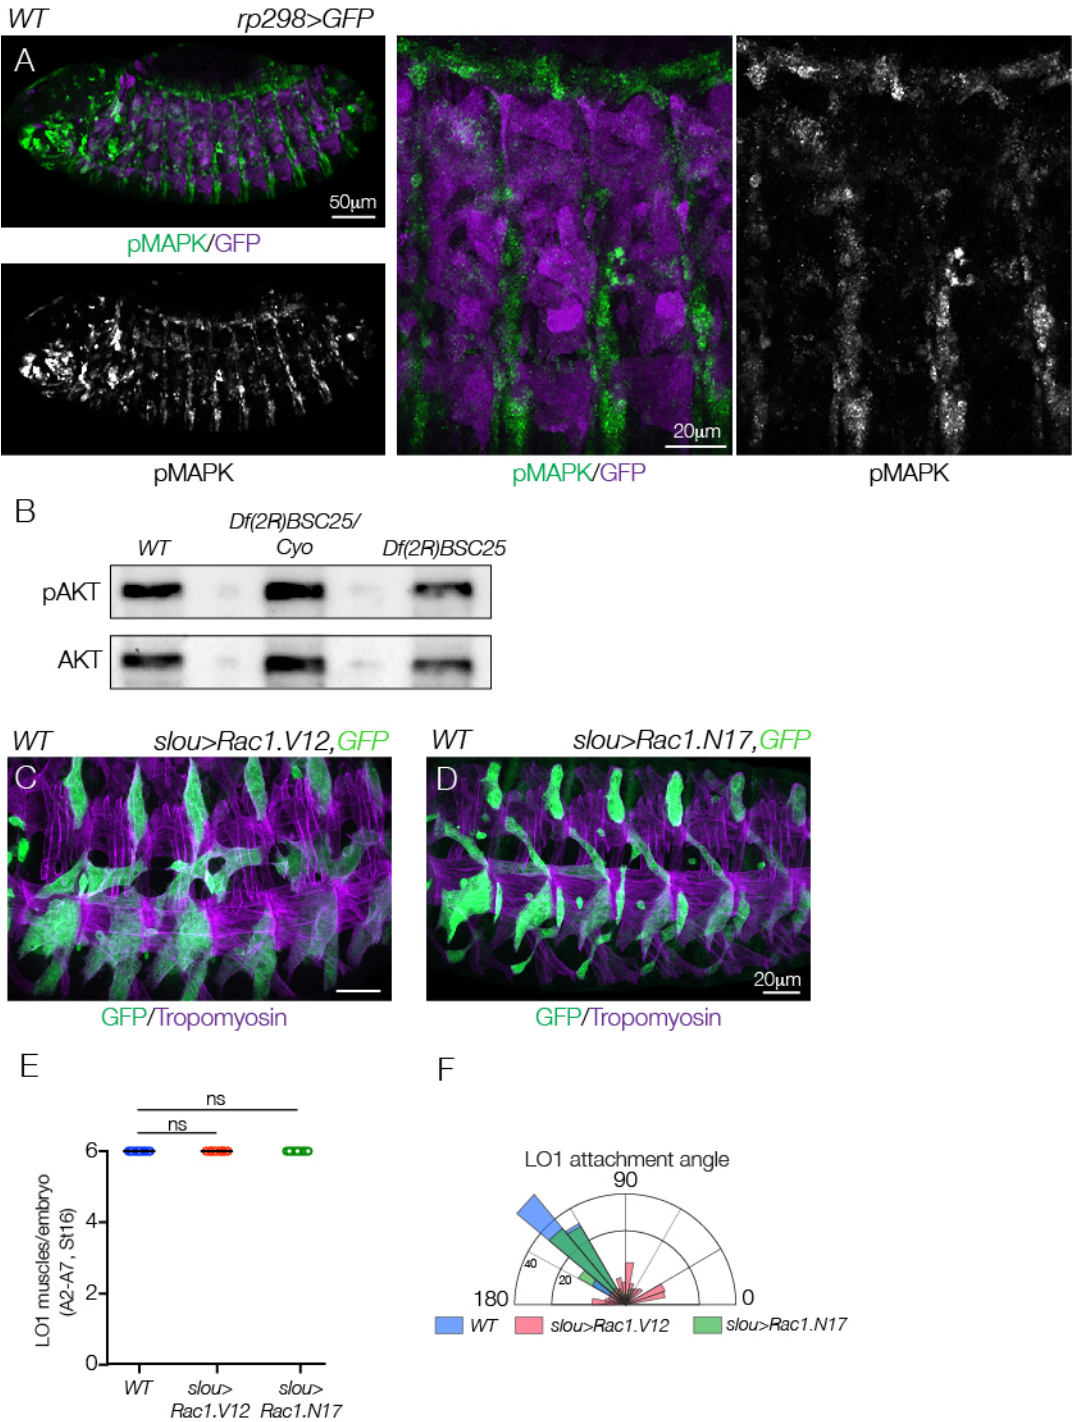 WT rp298>GFP
A
50μm
pMAPK/GFP
pMAPK
20μm
pMAPK/GFP
pMAPK
B
WT
Df(2R)BSC25/
Cyo
Df(2R)BSC25
pAKT
AKT
WT slou>Rac1.V12,GFP
C
GFP/Tropomyosin
WT slou>Rac1.N17,GFP
D
20μm
GFP/Tropomyosin
E
ns
ns
LO1 muscles/embryo
(A2-A7, St16)
6
4
2
0
WT
slou>
Rac1.V12
slou>
Rac1.N17
F
LO1 attachment angle
90
40
20
180
0
WT
slou>Rac1.V12
slou>Rac1.N17